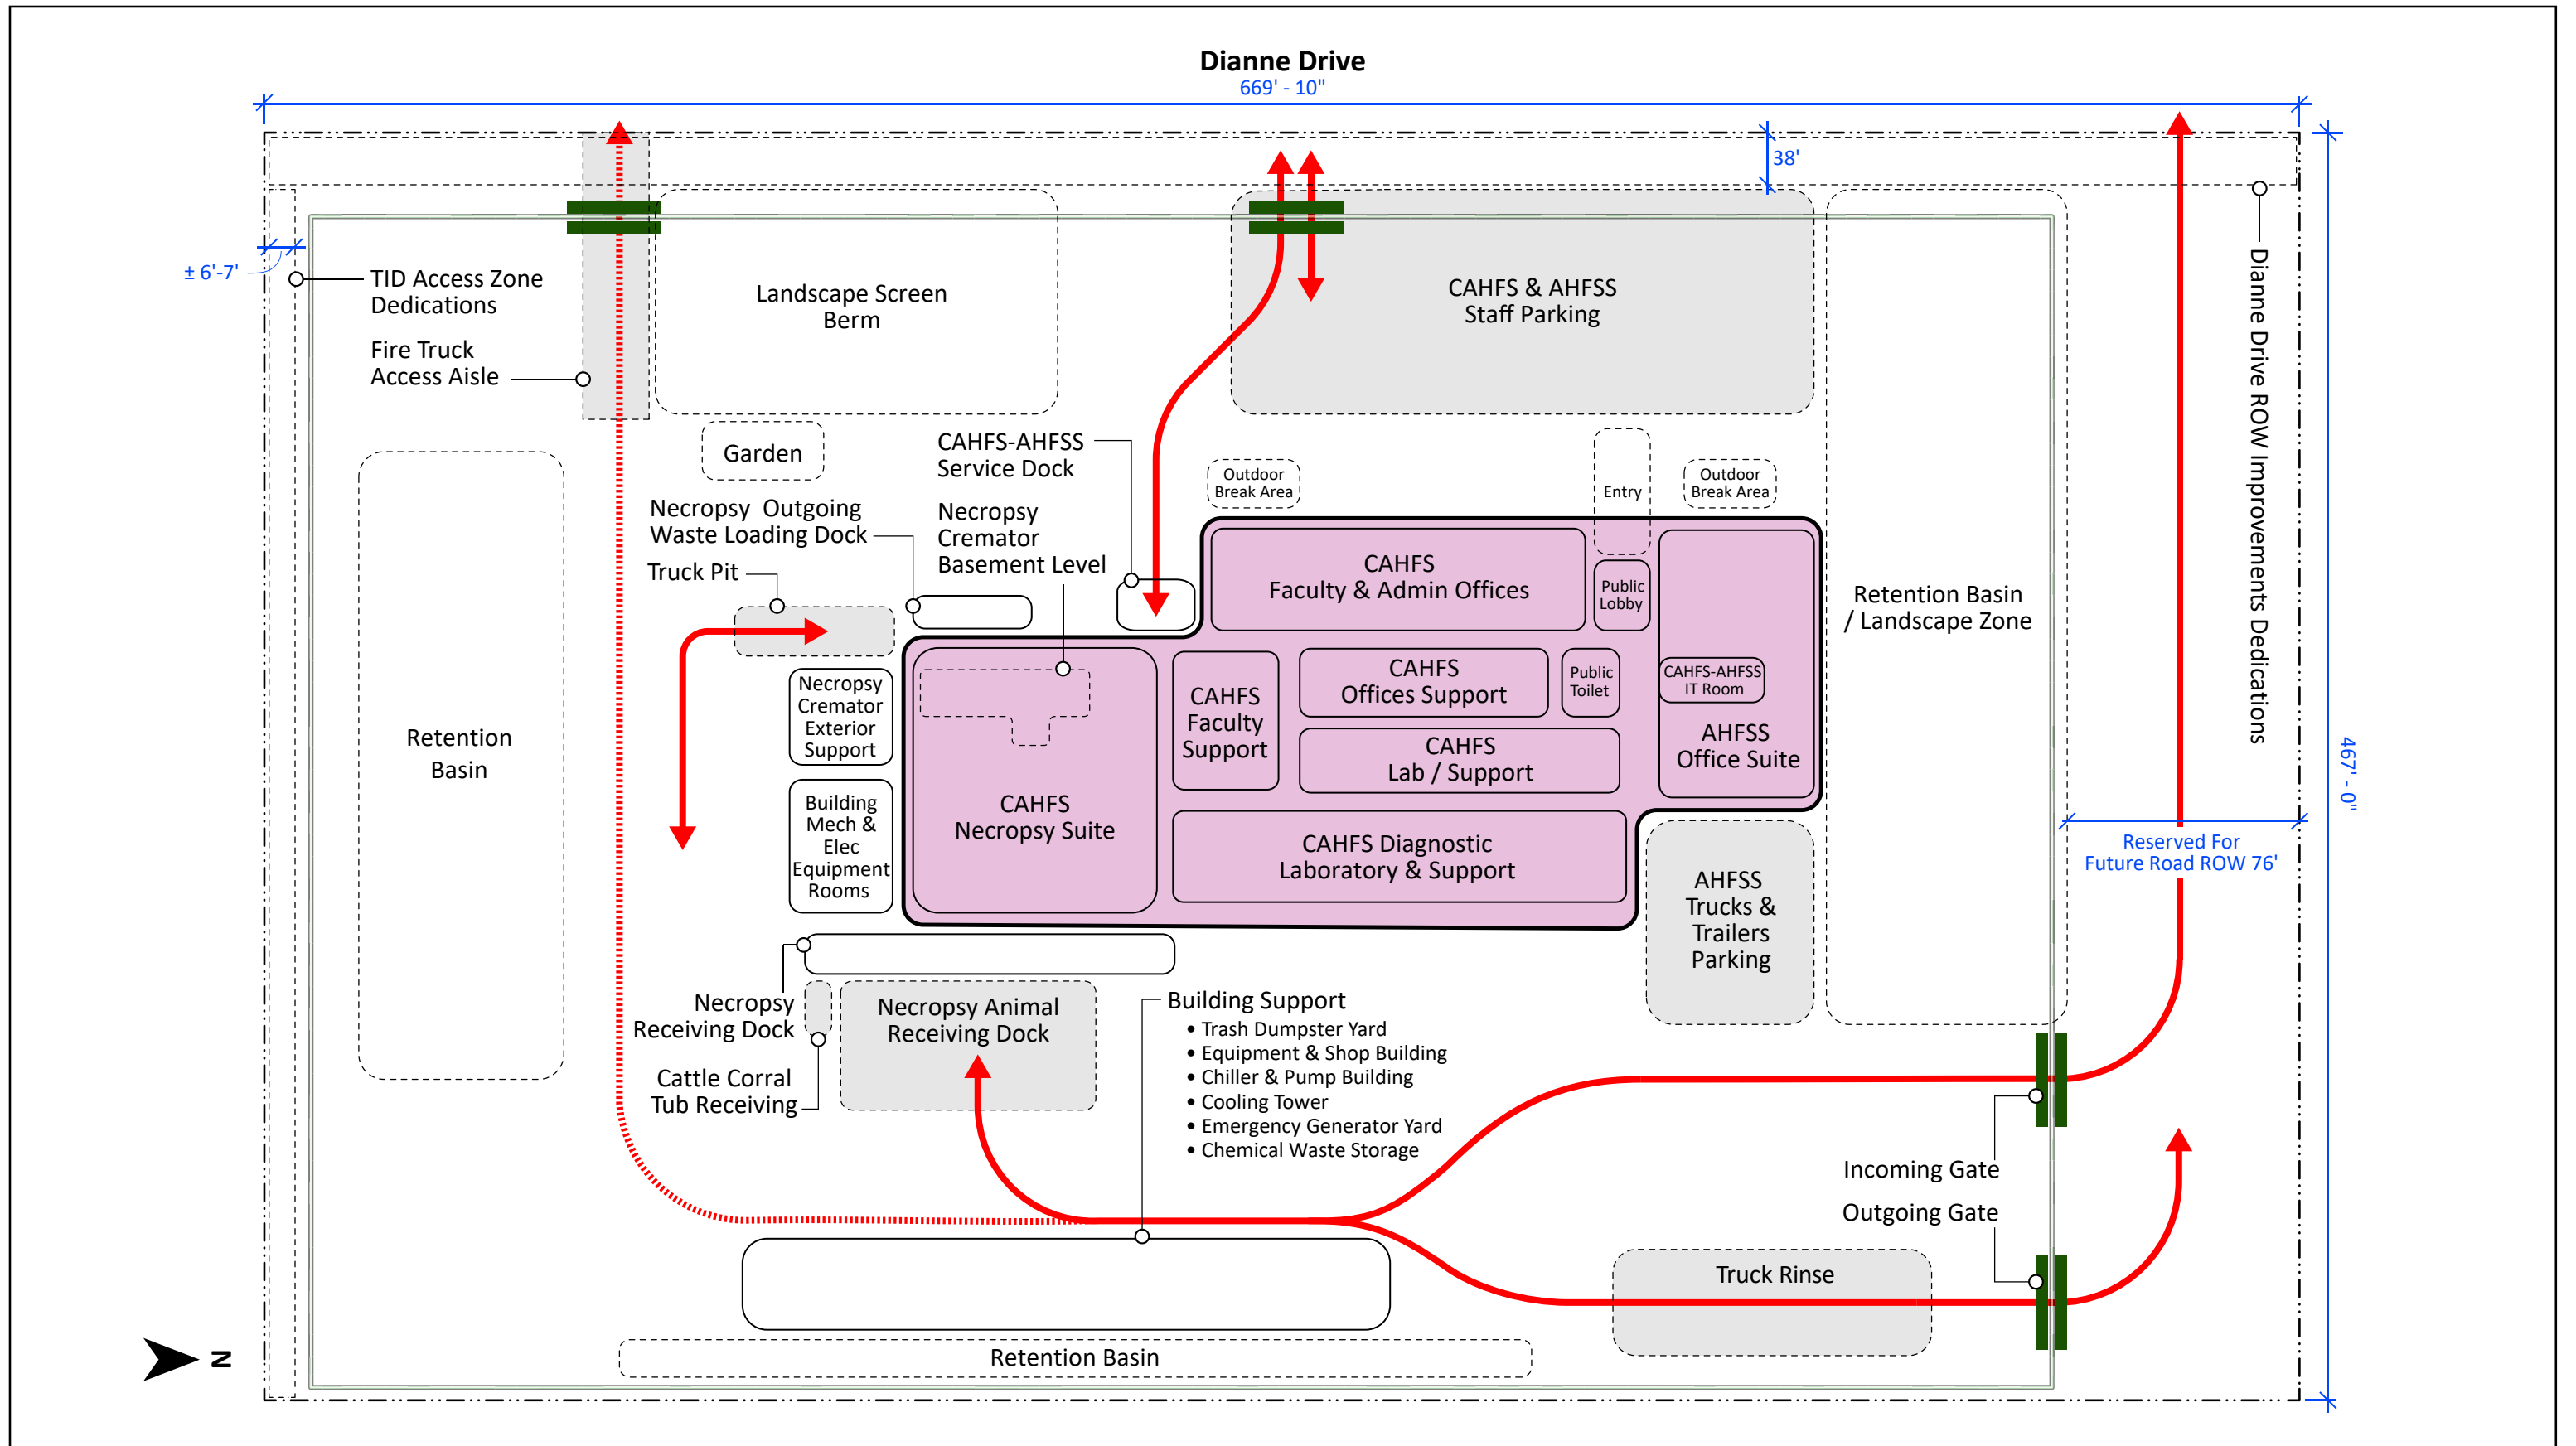 Dianne Drive
669' - 10"
38'
± 6'-7'
TID Access Zone
Dedications
Fire Truck
Access Aisle
Landscape Screen
Berm
CAHFS & AHFSS
Staff Parking
Dianne Drive ROW Improvements Dedications
Garden
CAHFS-AHFSS
Service Dock
Outdoor
Break Area
Entry
Outdoor
Break Area
Necropsy Outgoing
Waste Loading Dock
Necropsy
Cremator
Basement Level
Truck Pit
CAHFS
Faculty & Admin Offices
Public
Lobby
Retention Basin
/ Landscape Zone
Necropsy
Cremator
Exterior
Support
CAHFS
Faculty
Support
CAHFS
Offices Support
Public
Toilet
CAHFS-AHFSS
IT Room
AHFSS
Office Suite
Retention
Basin
CAHFS
Lab / Support
467' - 0"
Building
Mech &
Elec
Equipment
Rooms
CAHFS
Necropsy Suite
CAHFS Diagnostic
Laboratory & Support
Reserved For
Future Road ROW 76'
AHFSS
Trucks &
Trailers
Parking
Necropsy
Receiving Dock
Necropsy Animal
Receiving Dock
Building Support
• Trash Dumpster Yard
• Equipment & Shop Building
• Chiller & Pump Building
• Cooling Tower
• Emergency Generator Yard
• Chemical Waste Storage
Cattle Corral
Tub Receiving
Incoming Gate
Outgoing Gate
Truck Rinse
Retention Basin
N